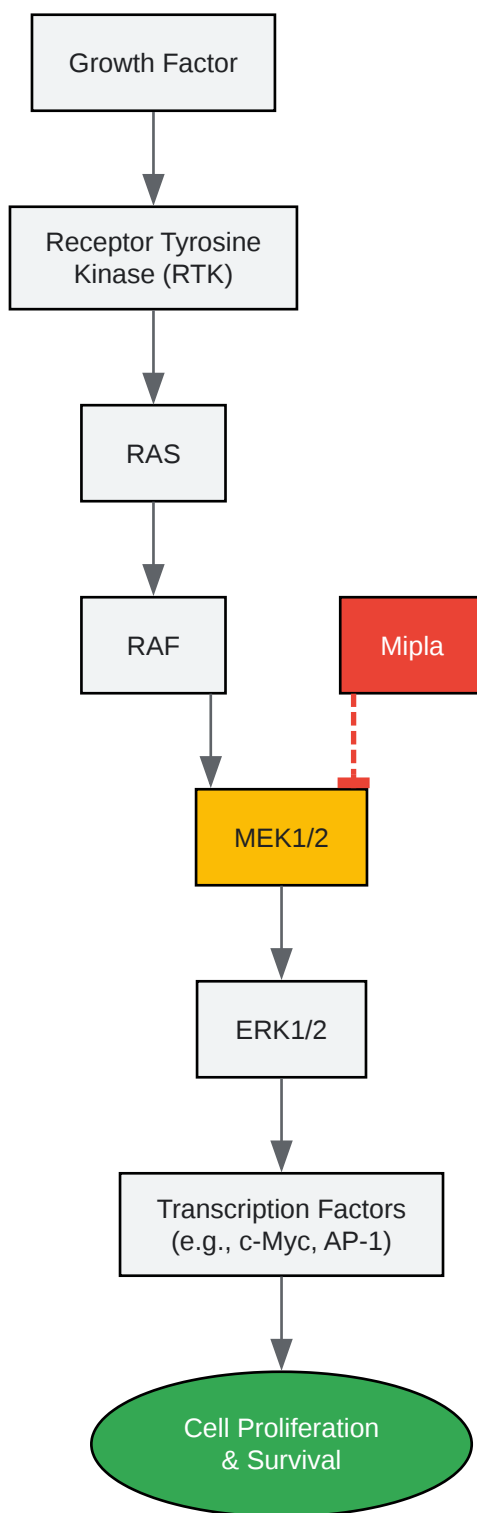 Growth Factor
Receptor Tyrosine
Kinase (RTK)
RAS
RAF
Mipla
MEK1/2
ERK1/2
Transcription Factors
(e.g., c-Myc, AP-1)
Cell Proliferation
& Survival